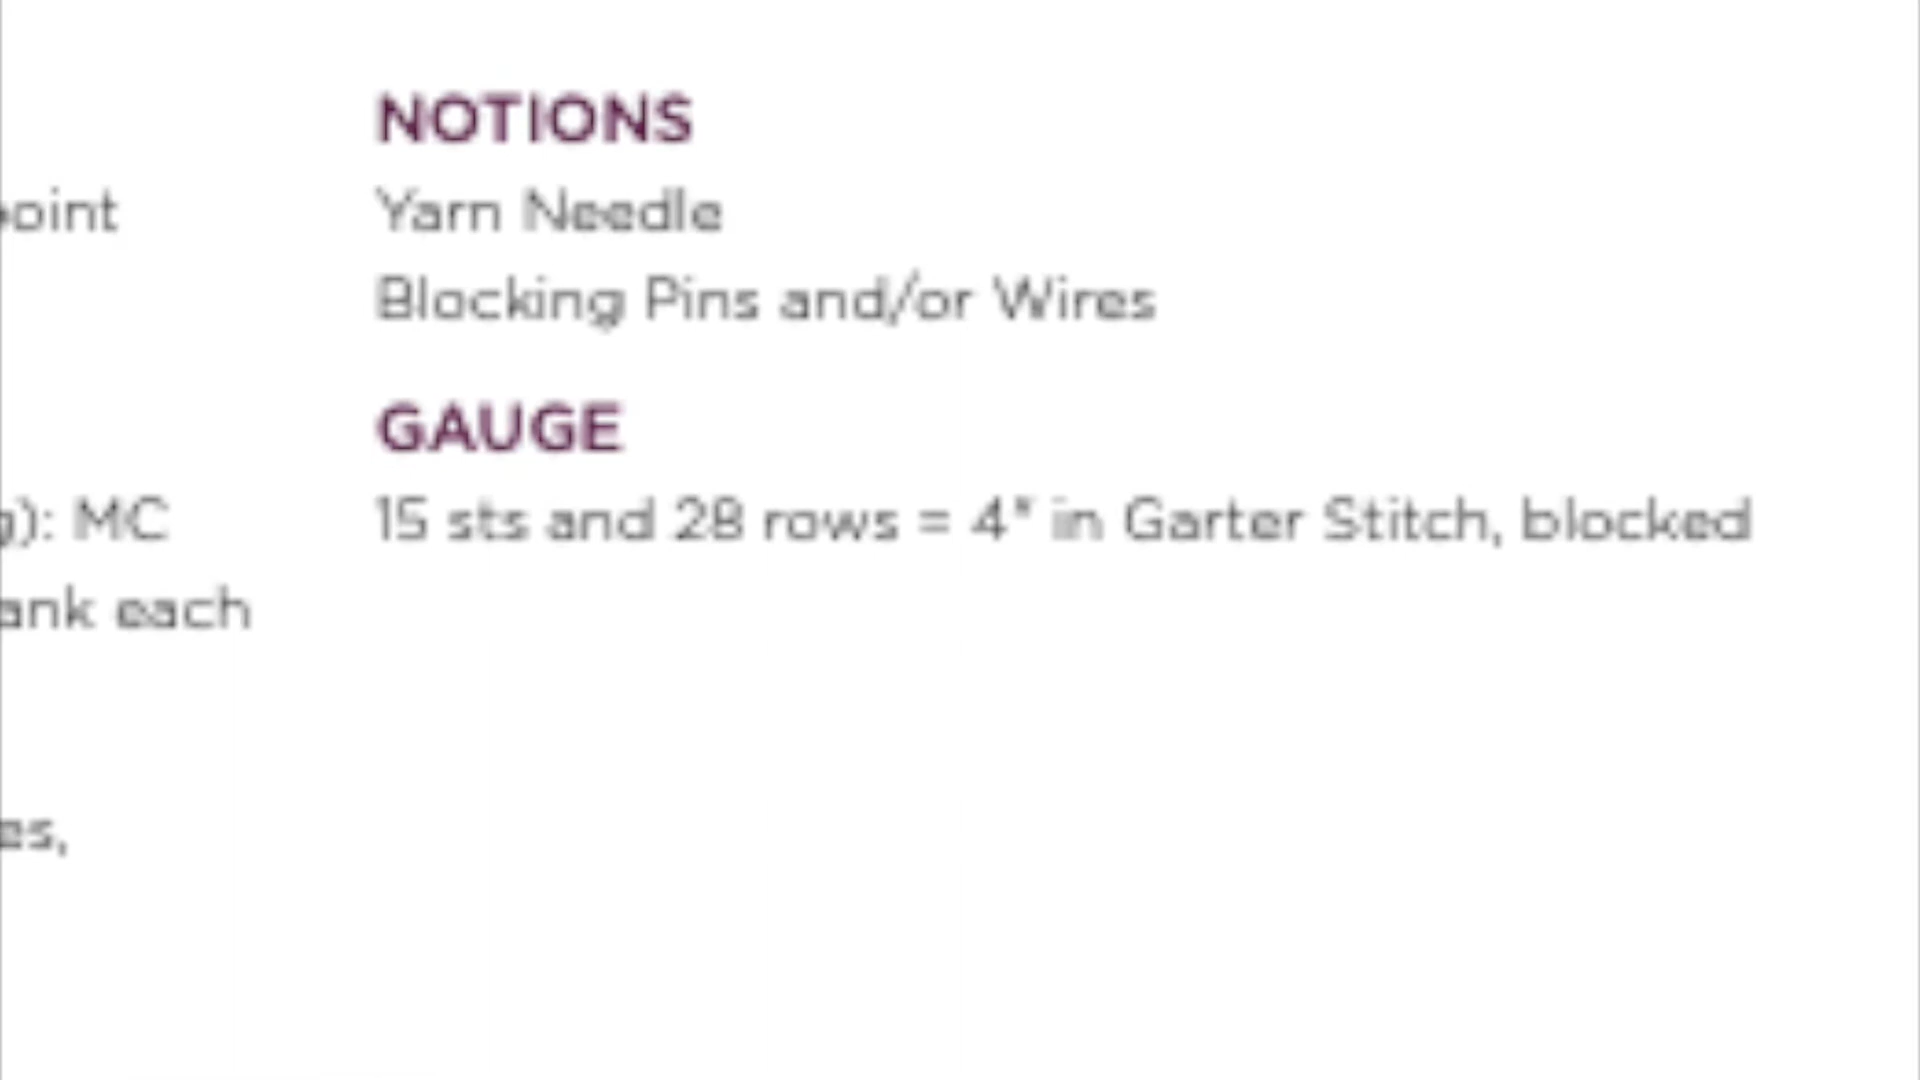 NOTIONS
Yarn Needle
Blocking Pins and/or Wires
GAUGE
15 sts and 28 rows = 4" in Garter Stitch, blocked
point
g): MC
ank each
es,